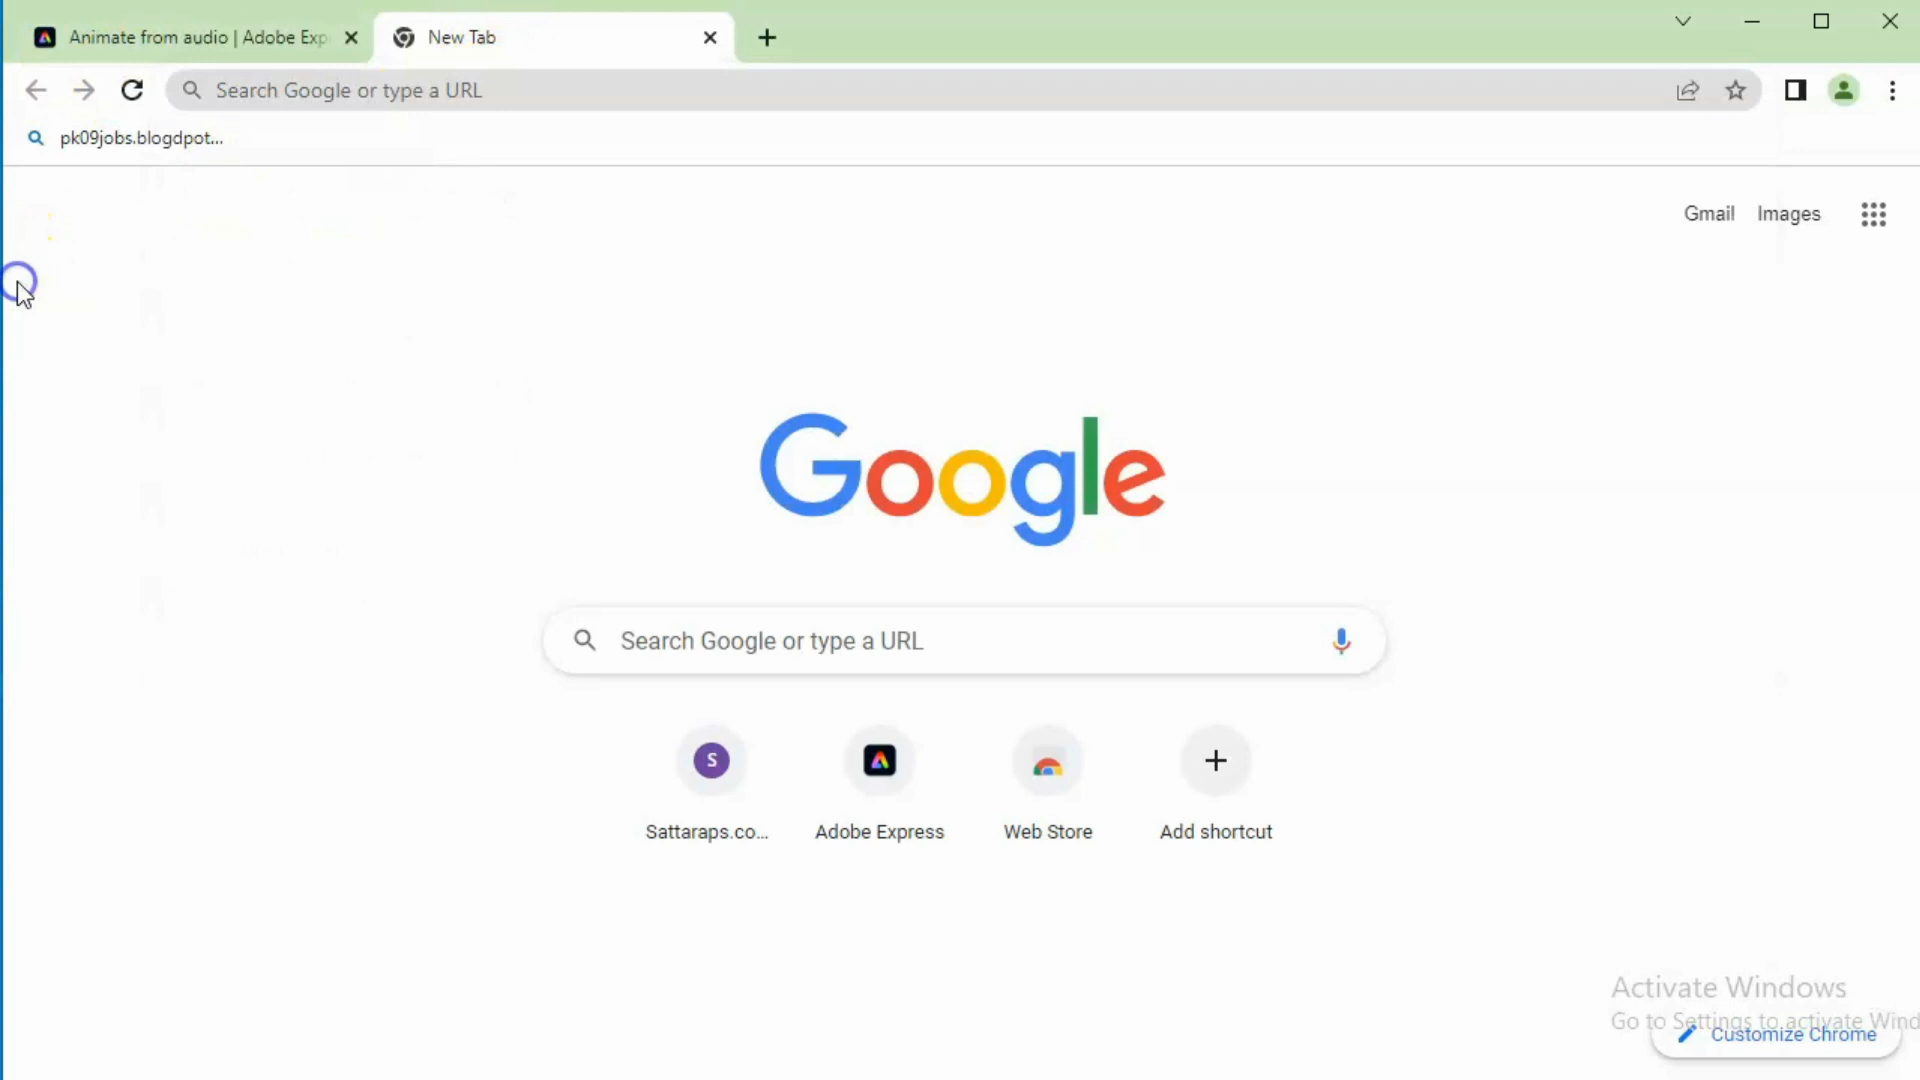 Animate from audio | Adobe Exp
New Tab
Search Google or type a URL
pk09jobs.blogdpot...
Gmail Images
Google
Search Google or type a URL
S
Sattaraps.co... Adobe Express Web Store Add shortcut
Activate Windows
Go to Settings to activate Wind
Customize Chrome